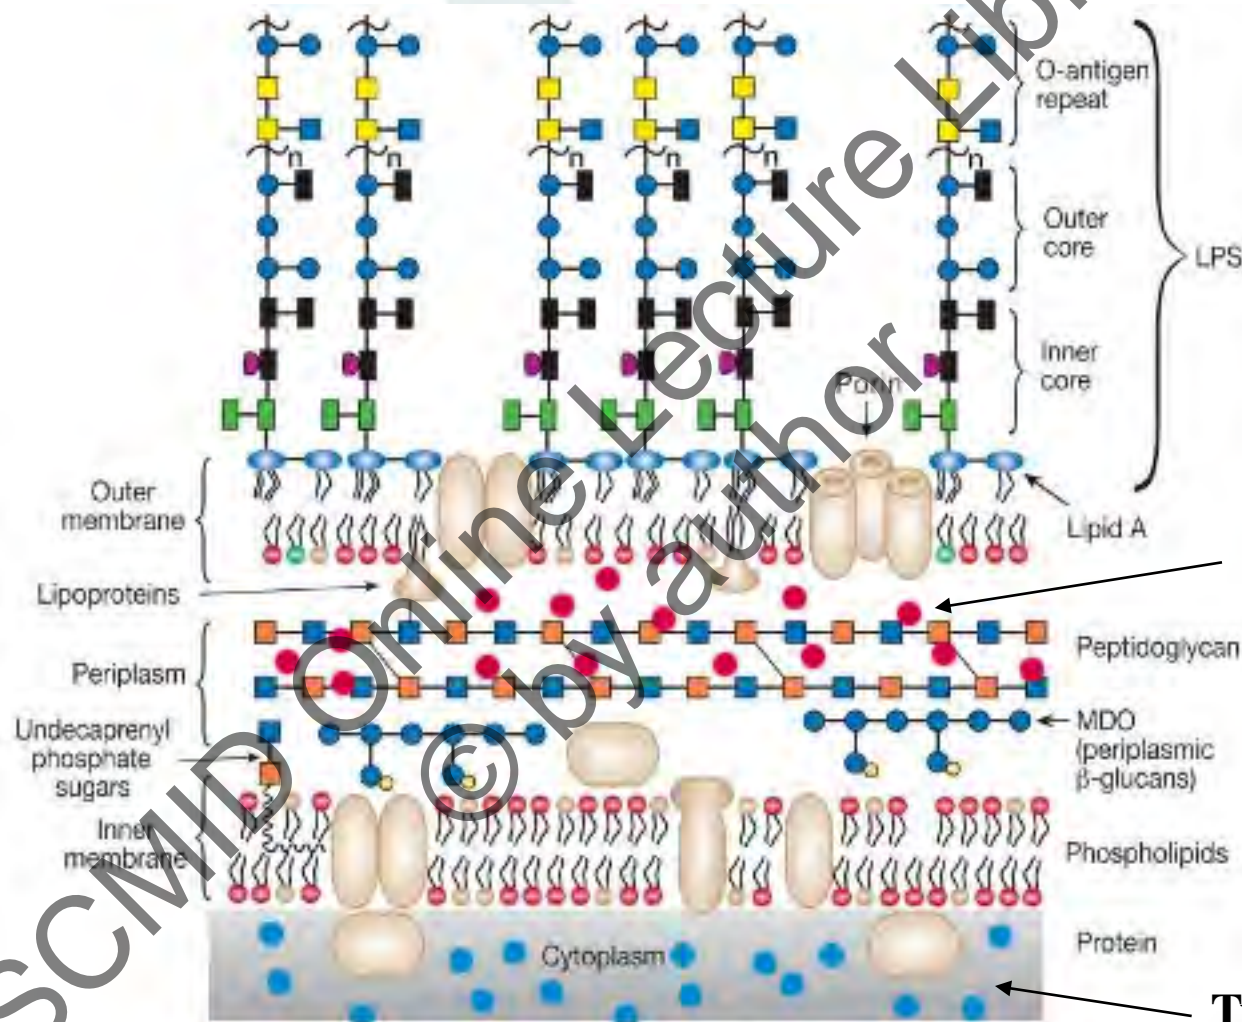 O-antigen
repeat
n n n n n n
Outer
core
LPS
Inner
core
Porin
Outer
membrane
Lipid A
Lipoproteins
Peptidoglycan
Periplasm
Undecaprenyl
phosphate
sugars
MDO
(periplasmic
β-glucans)
Inner
membrane
Phospholipids
Cytoplasm
Protein
SCMID Online Lecture
© by author